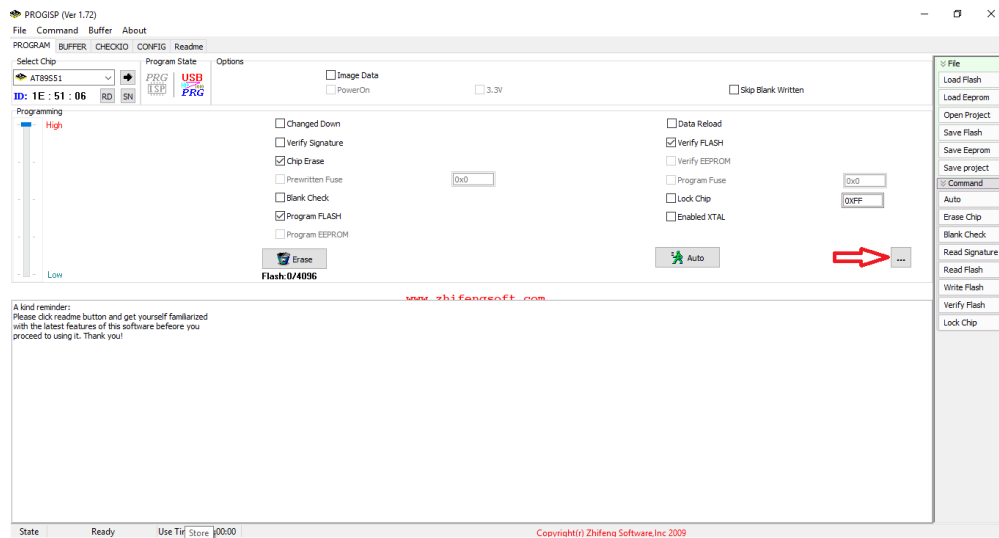 PROGISP (Ver 1.72)
File Command Buffer About
PROGRAM BUFFER CHECKIO CONFIG Readme
Select Chip Program State Options
AT89S51
PRG
ISP
USB
PRG
ID: 1E : 51 : 06 RD SN
Image Data
PowerOn 3.3V Skip Blank Written
Programming
High
Low
Changed Down Data Reload
Verify Signature Verify FLASH
Chip Erase Verify EEPROM
Prewritten Fuse 0x0 Program Fuse 0x0
Blank Check Lock Chip 0XFF
Program FLASH Enabled XTAL
Program EEPROM
Erase Auto ...
Flash:0/4096
www.zhifengsoft.com
A kind reminder:
Please click readme button and get yourself familiarized
with the latest features of this software befeore you
proceed to using it. Thank you!
File
Load Flash
Load Eeprom
Open Project
Save Flash
Save Eeprom
Save project
Command
Auto
Erase Chip
Blank Check
Read Signature
Read Flash
Write Flash
Verify Flash
Lock Chip
State Ready Use Store 00:00 Copyright(r) Zhifeng Software,Inc 2009